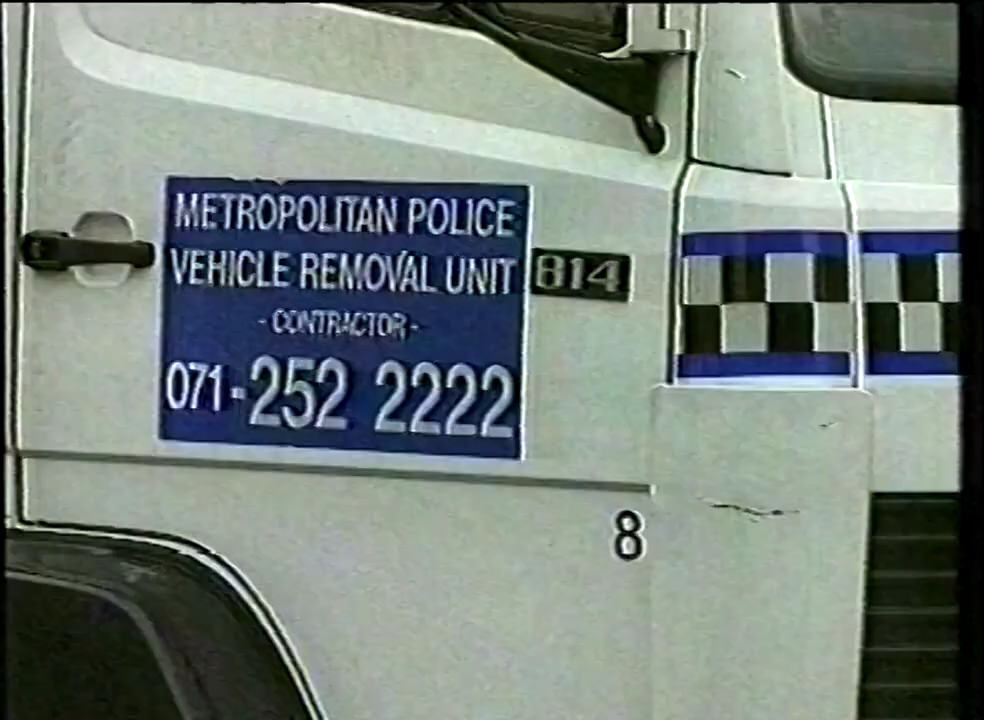 METROPOLITAN POLICE
VEHICLE REMOVAL UNIT
- CONTRACTOR -
071-252 2222
814
8